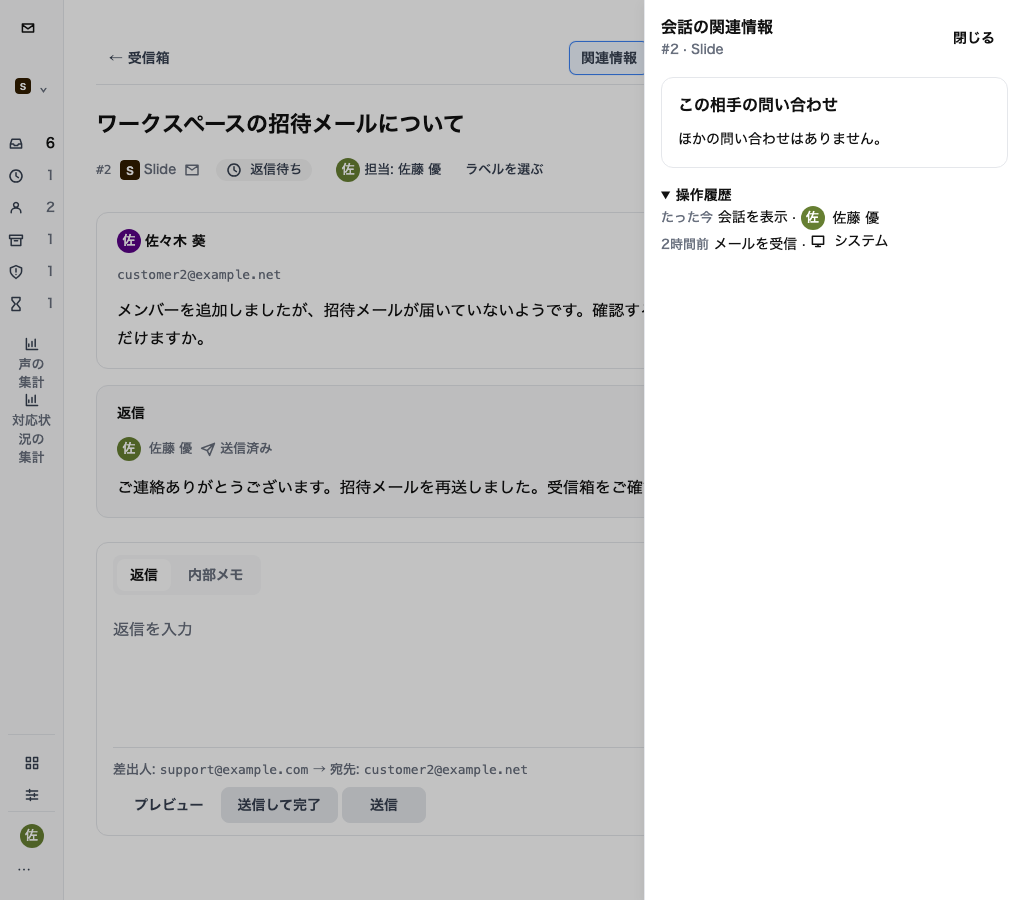 S
6
1
2
1
1
1
声の
集計
対応状
況の
集計
佐
…
← 受信箱
関連情報
ワークスペースの招待メールについて
#2 S Slide 返信待ち 佐 担当: 佐藤 優 ラベルを選ぶ
佐 佐々木 葵
customer2@example.net
メンバーを追加しましたが、招待メールが届いていないようです。確認す
だけますか。
返信
佐 佐藤 優 送信済み
ご連絡ありがとうございます。招待メールを再送しました。受信箱をご確
返信 内部メモ
返信を入力
差出人: support@example.com → 宛先: customer2@example.net
プレビュー 送信して完了 送信
会話の関連情報
#2 · Slide
閉じる
この相手の問い合わせ
ほかの問い合わせはありません。
▼ 操作履歴
たった今 会話を表示 · 佐 佐藤 優
2時間前 メールを受信 · システム